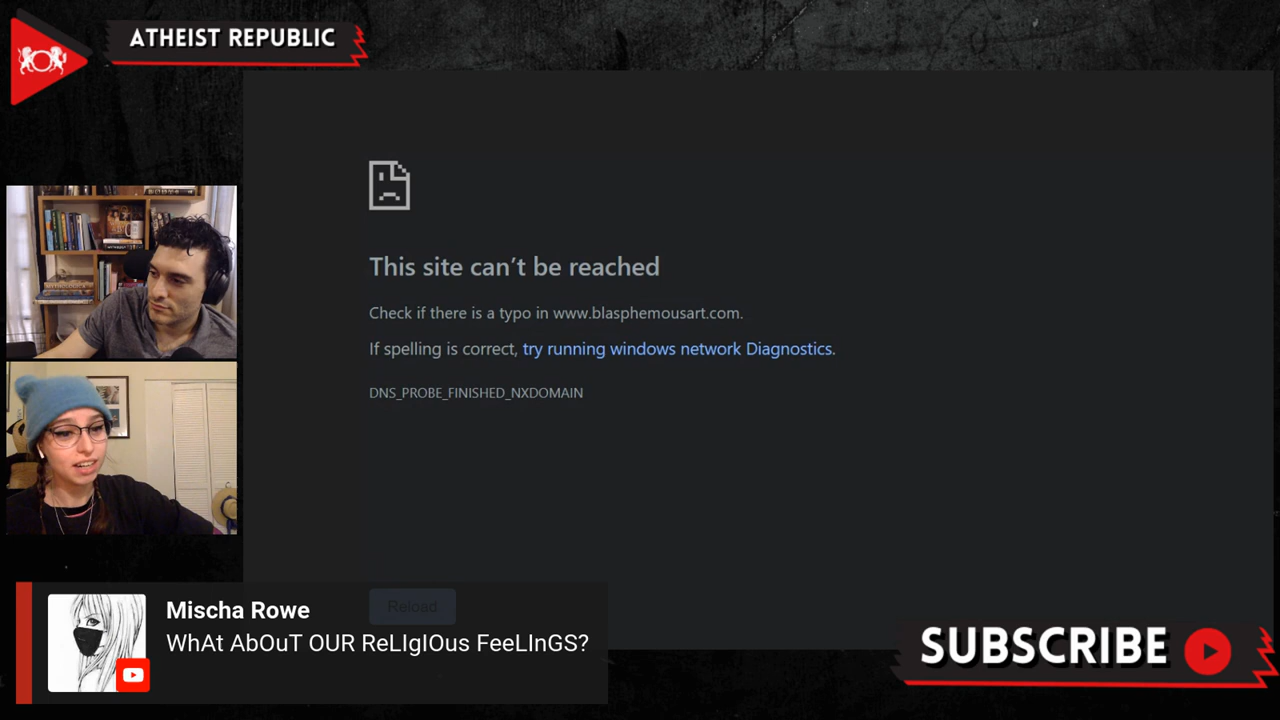 ATHEIST REPUBLIC
This site can't be reached
Check if there is a typo in www.blasphemousart.com.
If spelling is correct, try running windows network Diagnostics.
DNS_PROBE_FINISHED_NXDOMAIN
Reload
Mischa Rowe
WhAt AbOuT OUR ReLIgIOus FeeLInGS?
SUBSCRIBE